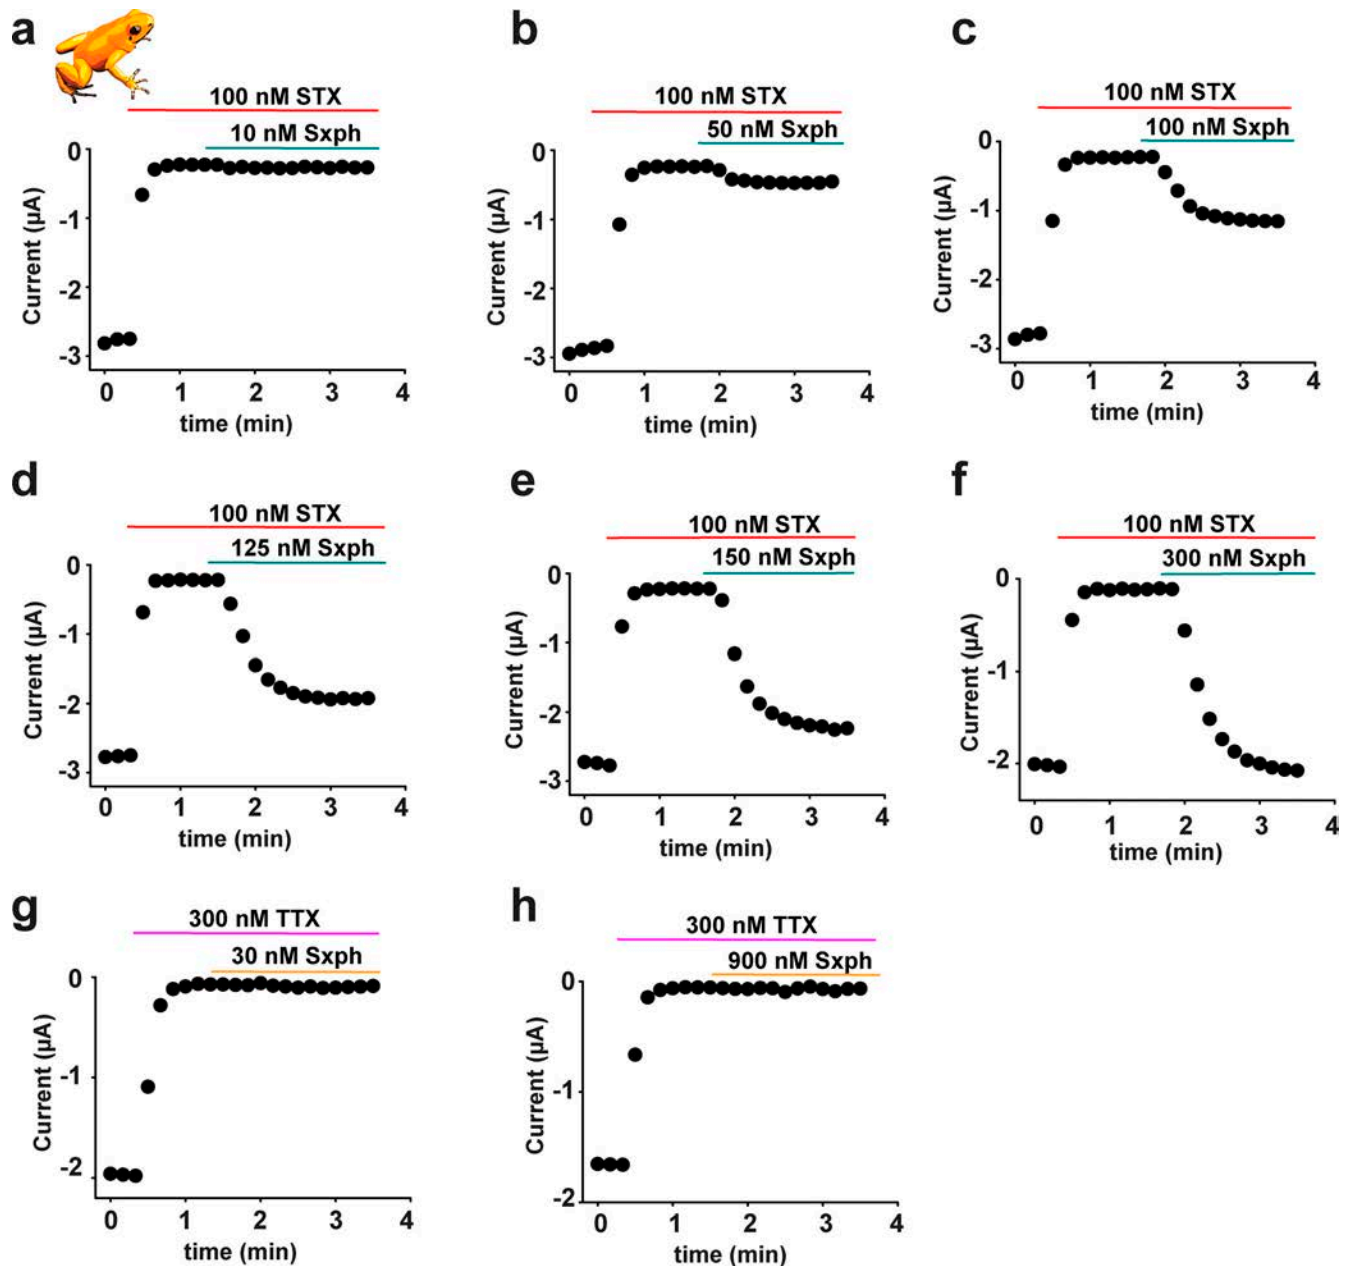 a
100 nM STX
10 nM Sxph
0
-1
-2
-3
Current (µA)
0 1 2 3 4
time (min)
b
100 nM STX
50 nM Sxph
0
-1
-2
-3
Current (µA)
0 1 2 3 4
time (min)
c
100 nM STX
100 nM Sxph
0
-1
-2
-3
Current (µA)
0 1 2 3 4
time (min)
d
100 nM STX
125 nM Sxph
0
-1
-2
-3
Current (µA)
0 1 2 3 4
time (min)
e
100 nM STX
150 nM Sxph
0
-1
-2
-3
Current (µA)
0 1 2 3 4
time (min)
f
100 nM STX
300 nM Sxph
0
-1
-2
Current (µA)
0 1 2 3 4
time (min)
g
300 nM TTX
30 nM Sxph
0
-1
-2
Current (µA)
0 1 2 3 4
time (min)
h
300 nM TTX
900 nM Sxph
0
-1
-2
Current (µA)
0 1 2 3 4
time (min)